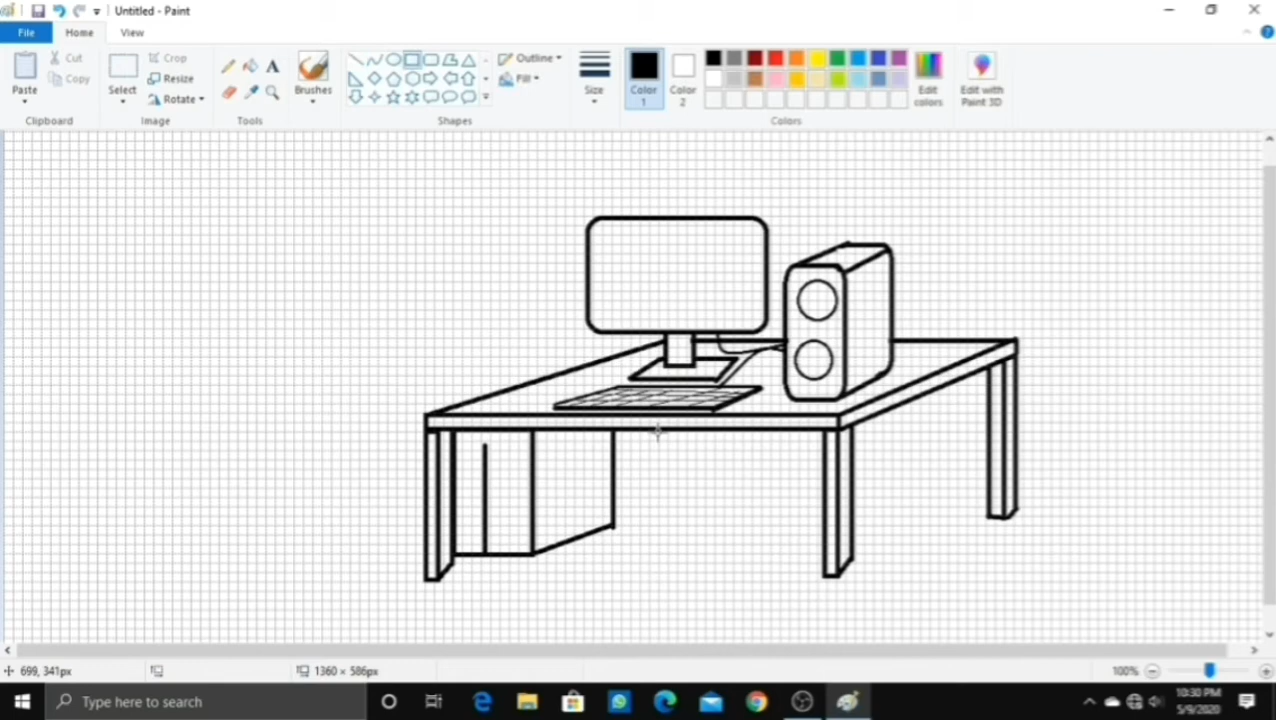 Untitled - Paint
File Home View
Cut Crop Outline
Copy Resize Fill
Rotate
Paste Select Brushes Size Color 1 Color 2 Edit colors Edit with Paint 3D
Clipboard Image Tools Shapes Colors
699, 341px 1360 × 586px 100%
Type here to search
10:30 PM
5/9/2020